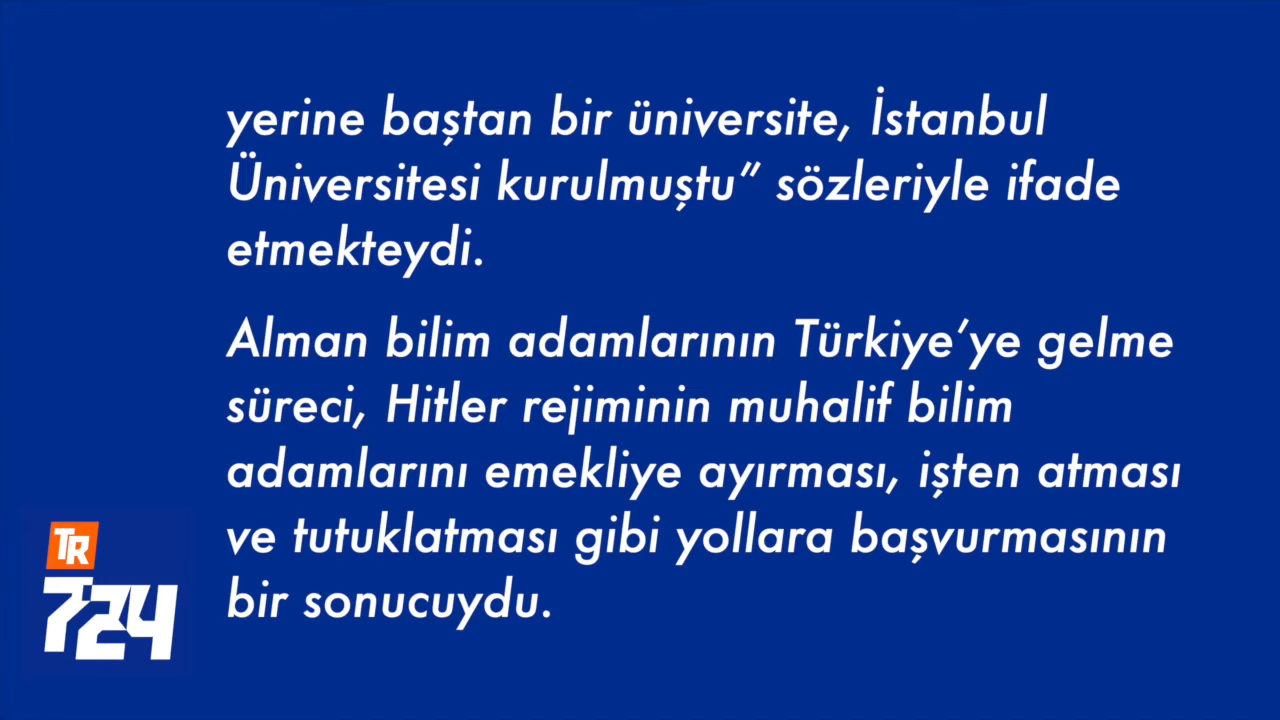 yerine baştan bir üniversite, İstanbul
Üniversitesi kurulmuştu” sözleriyle ifade
etmekteydi.
Alman bilim adamlarının Türkiye’ye gelme
süreci, Hitler rejiminin muhalif bilim
adamlarını emekliye ayırması, işten atması
ve tutuklatması gibi yollara başvurmasının
bir sonucuydu.
TR
724